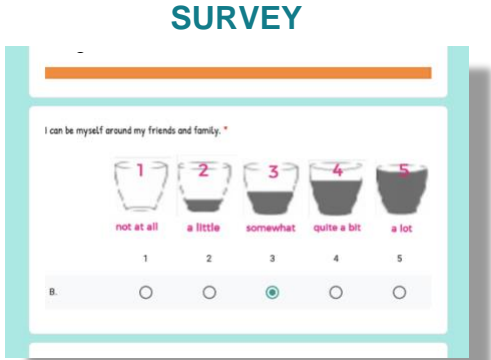 SURVEY
I can be myself around my friends and family. *
1 2 3 4 5
not at all a little somewhat quite a bit a lot
1 2 3 4 5
B.